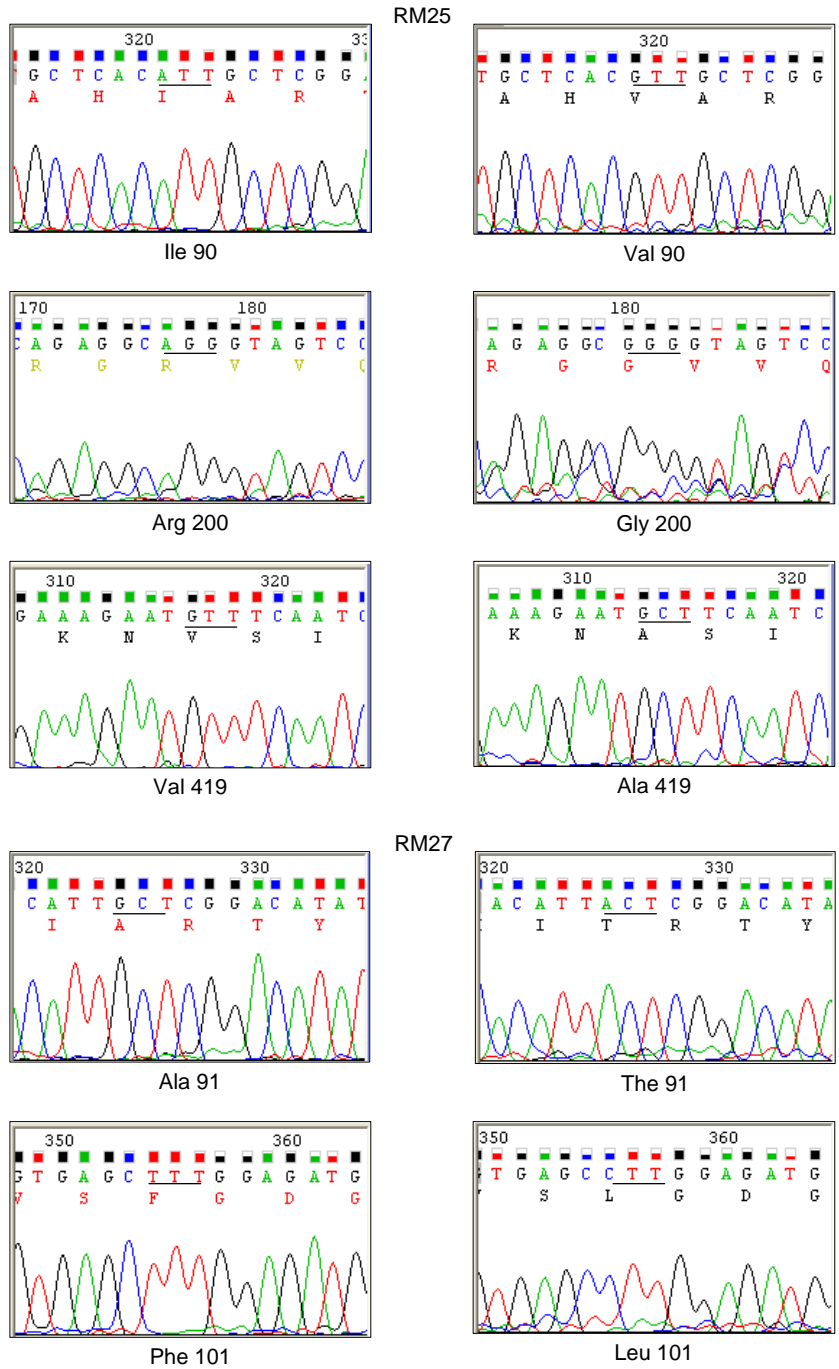 RM25
320 33
G C T C A C A T T G C T C G G
A H I A R
Ile 90
320
T G C T C A C G T T G C T C G G
A H V A R
Val 90
170 180
C A G A G G C A G G G T A G T C C
R G R V V Q
Arg 200
180
A G A G G C G G G G T A G T C C
R G G V V Q
Gly 200
310 320
G A A A G A A T G T T T C A A T C
K N V S I
Val 419
310 320
A A A G A A T G C T T C A A T C
K N A S I
Ala 419
RM27
320 330
C A T T G C T C G G A C A T A T
I A R T Y
Ala 91
320 330
A C A T T A C T C G G A C A T A
I T R T Y
The 91
350 360
G T G A G C T T T G G A G A T G
V S F G D G
Phe 101
350 360
G T G A G C C T T G G A G A T G
S L G D G
Leu 101